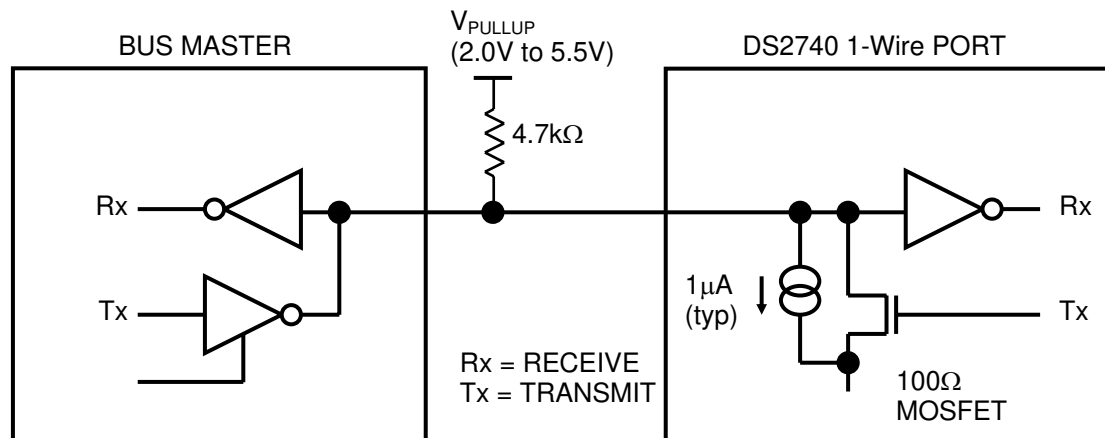 BUS MASTER
V_PULLUP
(2.0V to 5.5V)
DS2740 1-Wire PORT
4.7kΩ
Rx
Rx
Tx
1μA
(typ)
Tx
Rx = RECEIVE
Tx = TRANSMIT
100Ω
MOSFET